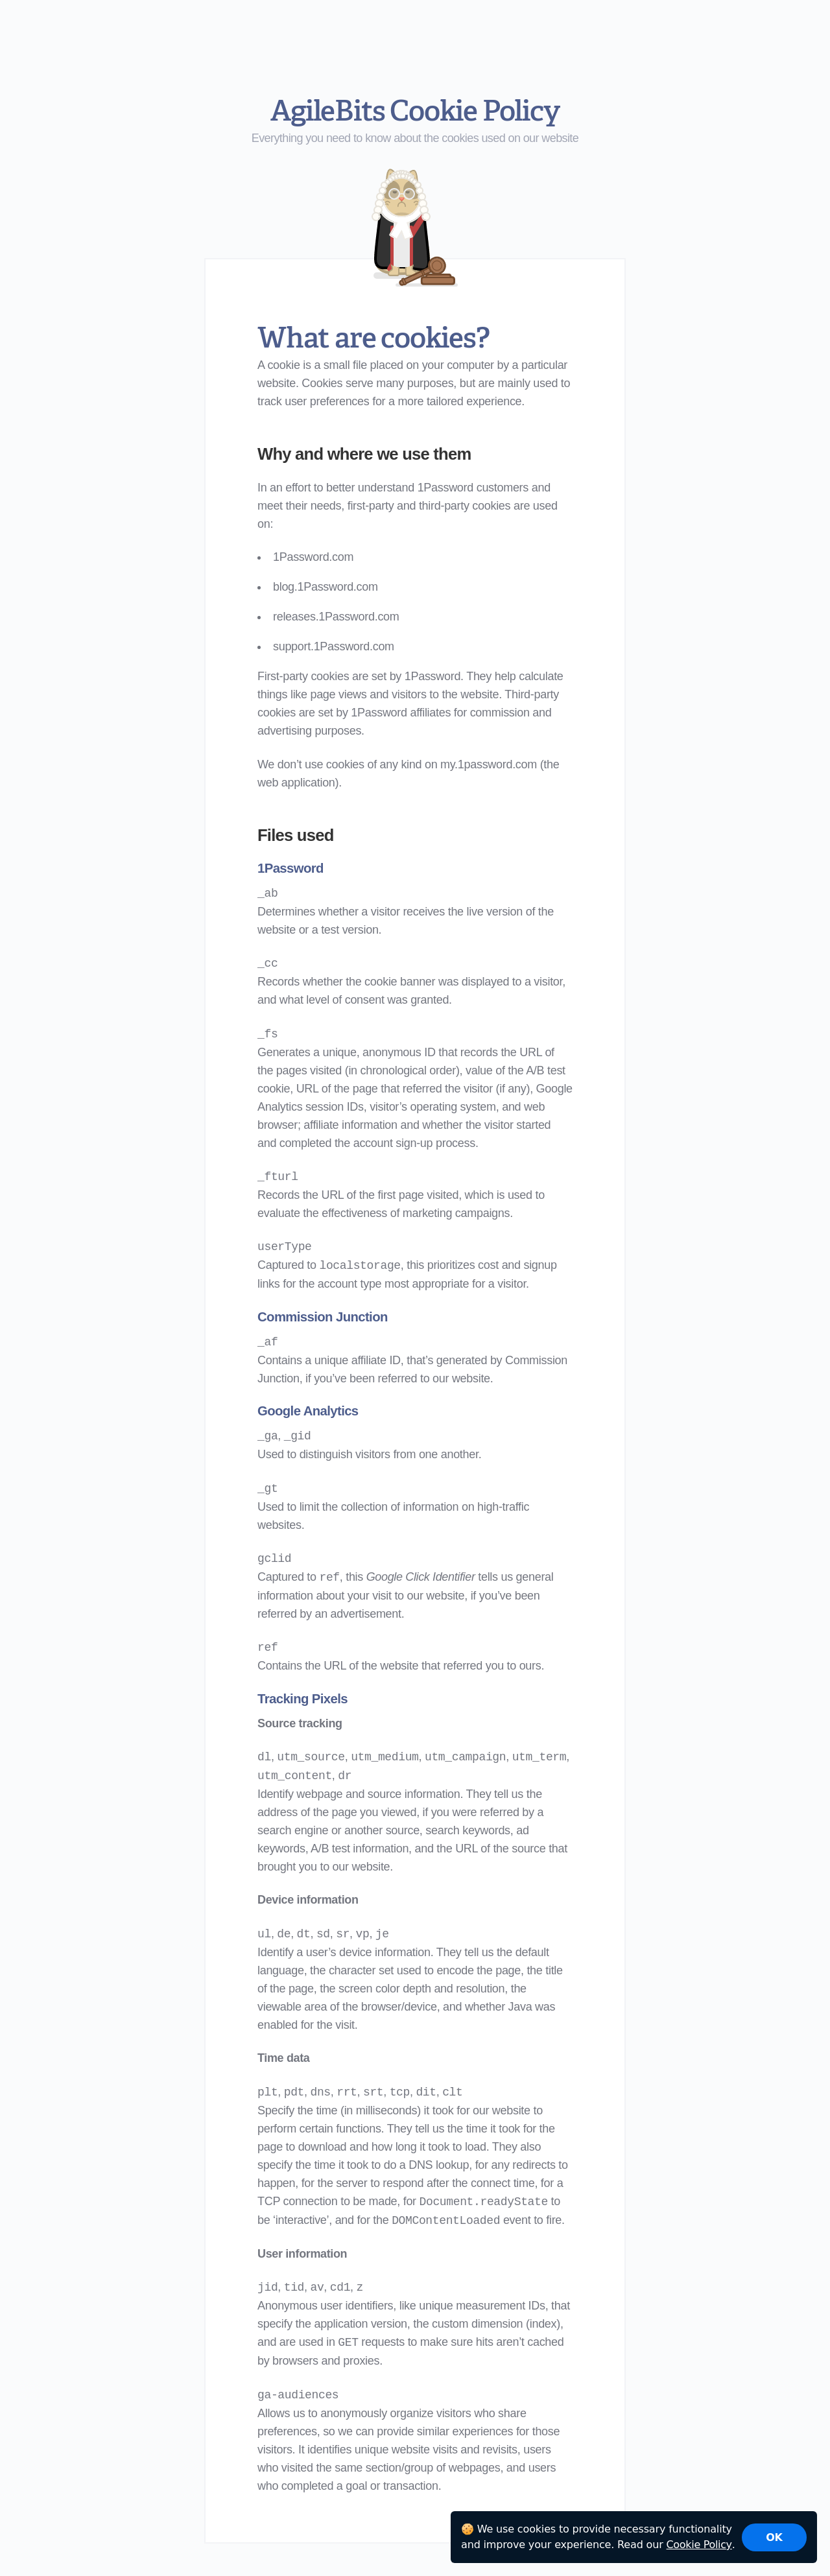 AgileBits Cookie Policy
Everything you need to know about the cookies used on our website
What are cookies?
A cookie is a small file placed on your computer by a particular
website. Cookies serve many purposes, but are mainly used to
track user preferences for a more tailored experience.
Why and where we use them
In an effort to better understand 1Password customers and
meet their needs, first-party and third-party cookies are used
on:
• 1Password.com
• blog.1Password.com
• releases.1Password.com
• support.1Password.com
First-party cookies are set by 1Password. They help calculate
things like page views and visitors to the website. Third-party
cookies are set by 1Password affiliates for commission and
advertising purposes.
We don’t use cookies of any kind on my.1password.com (the
web application).
Files used
1Password
_ab
Determines whether a visitor receives the live version of the
website or a test version.
_cc
Records whether the cookie banner was displayed to a visitor,
and what level of consent was granted.
_fs
Generates a unique, anonymous ID that records the URL of
the pages visited (in chronological order), value of the A/B test
cookie, URL of the page that referred the visitor (if any), Google
Analytics session IDs, visitor’s operating system, and web
browser; affiliate information and whether the visitor started
and completed the account sign-up process.
_fturl
Records the URL of the first page visited, which is used to
evaluate the effectiveness of marketing campaigns.
userType
Captured to localstorage, this prioritizes cost and signup
links for the account type most appropriate for a visitor.
Commission Junction
_af
Contains a unique affiliate ID, that’s generated by Commission
Junction, if you’ve been referred to our website.
Google Analytics
_ga, _gid
Used to distinguish visitors from one another.
_gt
Used to limit the collection of information on high-traffic
websites.
gclid
Captured to ref, this Google Click Identifier tells us general
information about your visit to our website, if you’ve been
referred by an advertisement.
ref
Contains the URL of the website that referred you to ours.
Tracking Pixels
Source tracking
dl, utm_source, utm_medium, utm_campaign, utm_term,
utm_content, dr
Identify webpage and source information. They tell us the
address of the page you viewed, if you were referred by a
search engine or another source, search keywords, ad
keywords, A/B test information, and the URL of the source that
brought you to our website.
Device information
ul, de, dt, sd, sr, vp, je
Identify a user’s device information. They tell us the default
language, the character set used to encode the page, the title
of the page, the screen color depth and resolution, the
viewable area of the browser/device, and whether Java was
enabled for the visit.
Time data
plt, pdt, dns, rrt, srt, tcp, dit, clt
Specify the time (in milliseconds) it took for our website to
perform certain functions. They tell us the time it took for the
page to download and how long it took to load. They also
specify the time it took to do a DNS lookup, for any redirects to
happen, for the server to respond after the connect time, for a
TCP connection to be made, for Document.readyState to
be ‘interactive’, and for the DOMContentLoaded event to fire.
User information
jid, tid, av, cd1, z
Anonymous user identifiers, like unique measurement IDs, that
specify the application version, the custom dimension (index),
and are used in GET requests to make sure hits aren’t cached
by browsers and proxies.
ga-audiences
Allows us to anonymously organize visitors who share
preferences, so we can provide similar experiences for those
visitors. It identifies unique website visits and revisits, users
who visited the same section/group of webpages, and users
who completed a goal or transaction.
🍪 We use cookies to provide necessary functionality
and improve your experience. Read our Cookie Policy.
OK